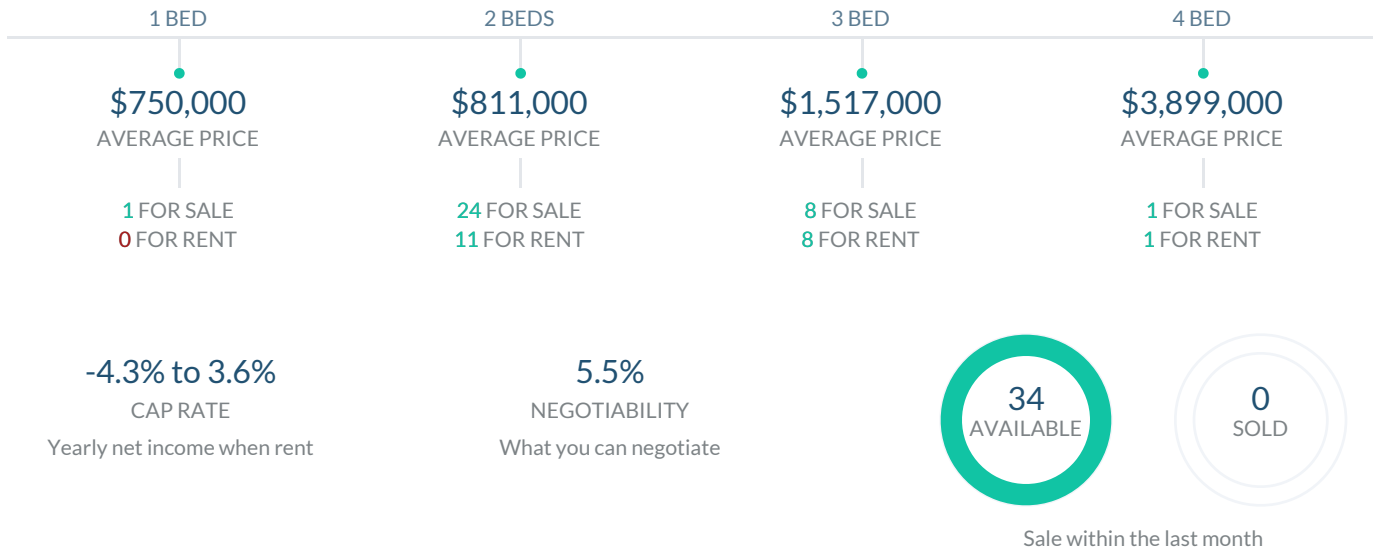 1 BED
2 BEDS
3 BED
4 BED
$750,000
$811,000
$1,517,000
$3,899,000
AVERAGE PRICE
AVERAGE PRICE
AVERAGE PRICE
AVERAGE PRICE
1 FOR SALE
24 FOR SALE
8 FOR SALE
1 FOR SALE
0 FOR RENT
11 FOR RENT
8 FOR RENT
1 FOR RENT
-4.3% to 3.6%
CAP RATE
Yearly net income when rent
5.5%
NEGOTIABILITY
What you can negotiate
34
AVAILABLE
0
SOLD
Sale within the last month